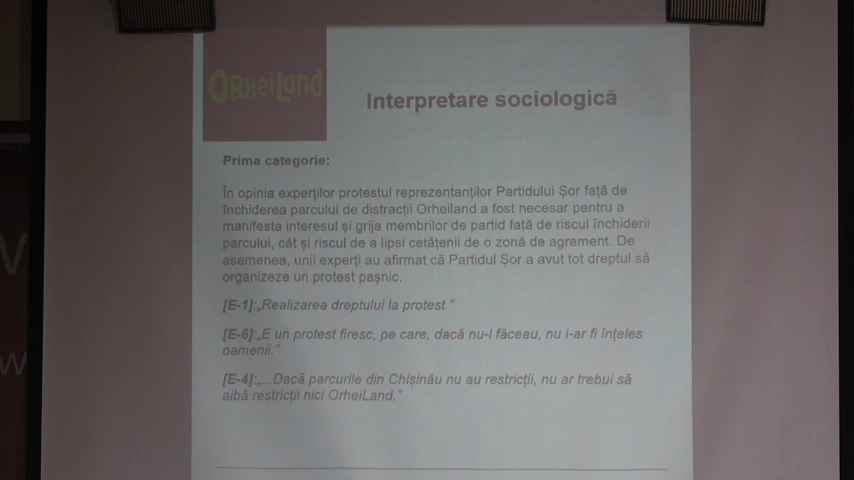 ORHEiLand
Interpretare sociologică
Prima categorie:
În opinia experților protestul reprezentanților Partidului Șor față de
închiderea parcului de distracții Orheiland a fost necesar pentru a
manifesta interesul și grija membrilor de partid față de riscul închiderii
parcului, cât și riscul de a lipsi cetățenii de o zonă de agrement. De
asemenea, unii experți au afirmat că Partidul Șor a avut tot dreptul să
organizeze un protest pașnic.
[E-1]:„Realizarea dreptului la protest ”
[E-6]:„E un protest firesc, pe care, dacă nu-l făceau, nu i-ar fi înțeles
oamenii.”
[E-4]:„...Dacă parcurile din Chișinău nu au restricții, nu ar trebui să
aibă restricții nici OrheiLand.”